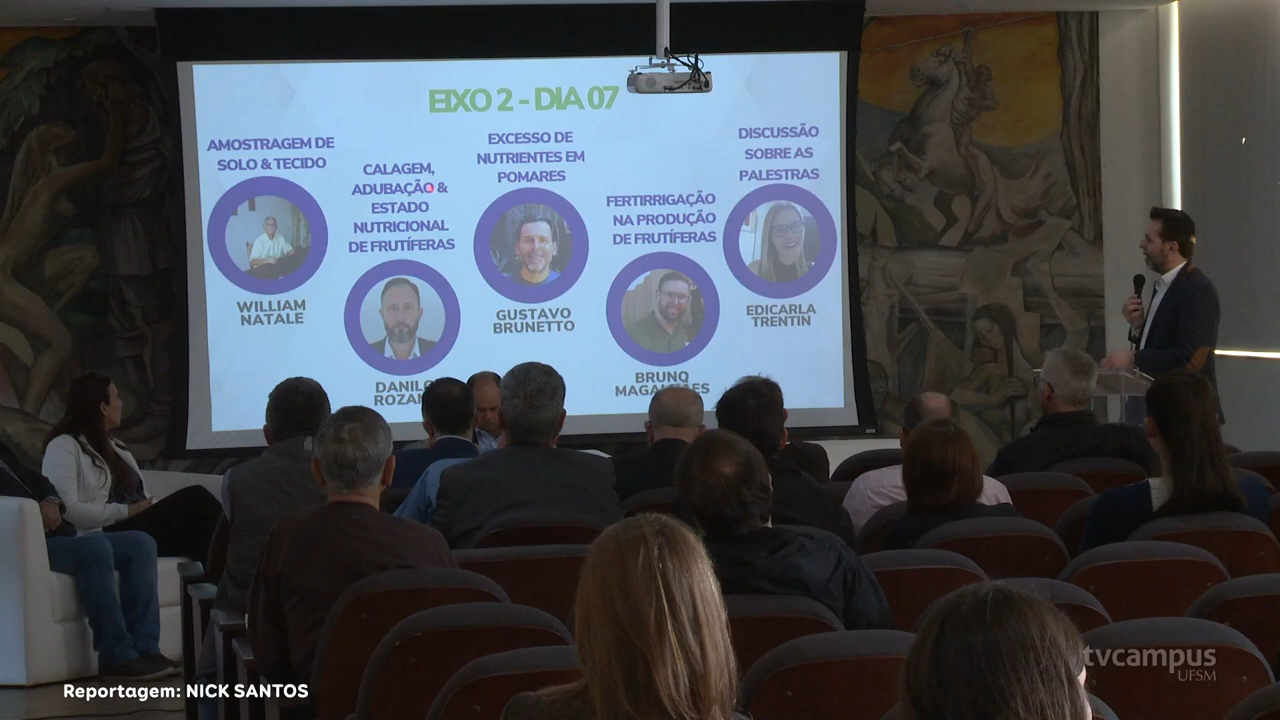 EIXO 2 - DIA 07
AMOSTRAGEM DE
SOLO & TECIDO
WILLIAM
NATALE
CALAGEM,
ADUBAÇÃO &
ESTADO
NUTRICIONAL
DE FRUTÍFERAS
EXCESSO DE
NUTRIENTES EM
POMARES
GUSTAVO
BRUNETTO
FERTIRRIGAÇÃO
NA PRODUÇÃO
DE FRUTÍFERAS
BRUNO
DISCUSSÃO
SOBRE AS
PALESTRAS
EDICARLA
TRENTIN
Reportagem: NICK SANTOS
tvcampus
UFSM